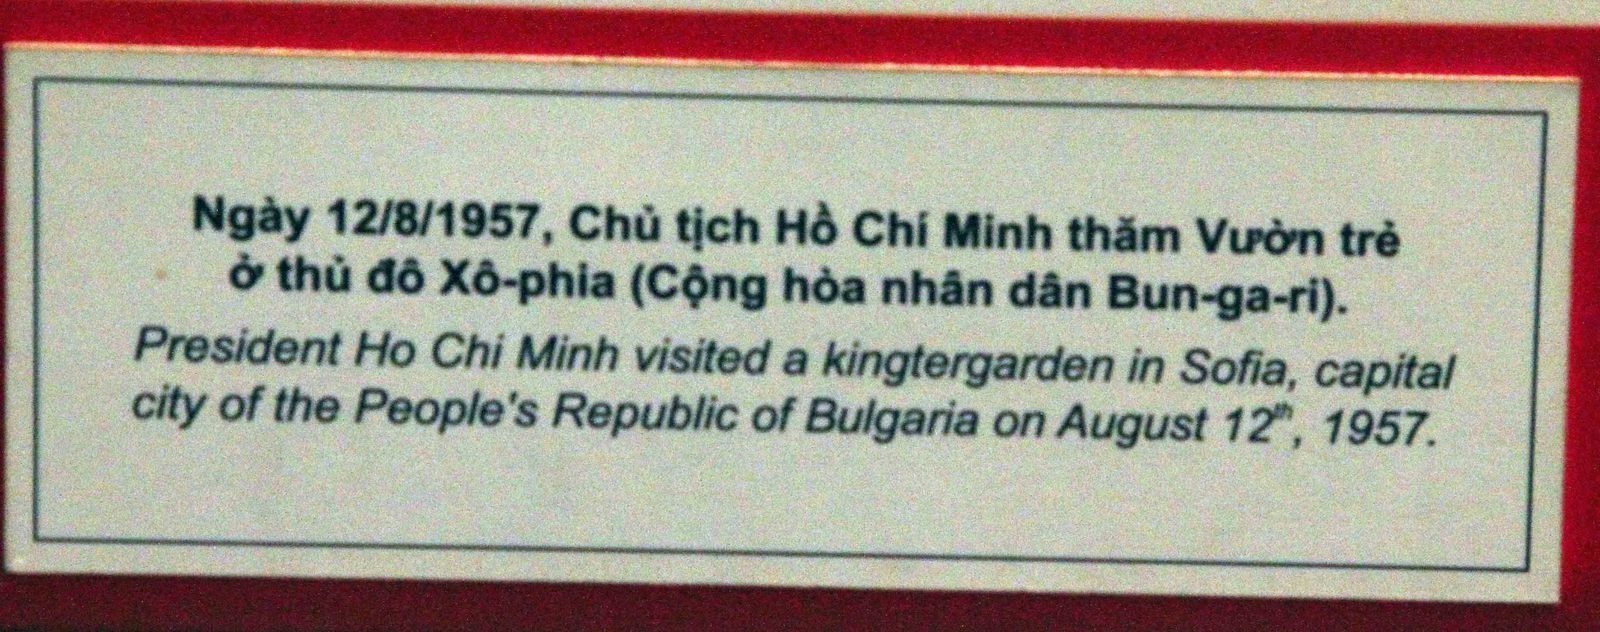 Ngày 12/8/1957, Chủ tịch Hồ Chí Minh thăm Vườn trẻ
ở thủ đô Xô-phia (Cộng hòa nhân dân Bun-ga-ri).
President Ho Chi Minh visited a kingtergarden in Sofia, capital
city of the People's Republic of Bulgaria on August 12th, 1957.